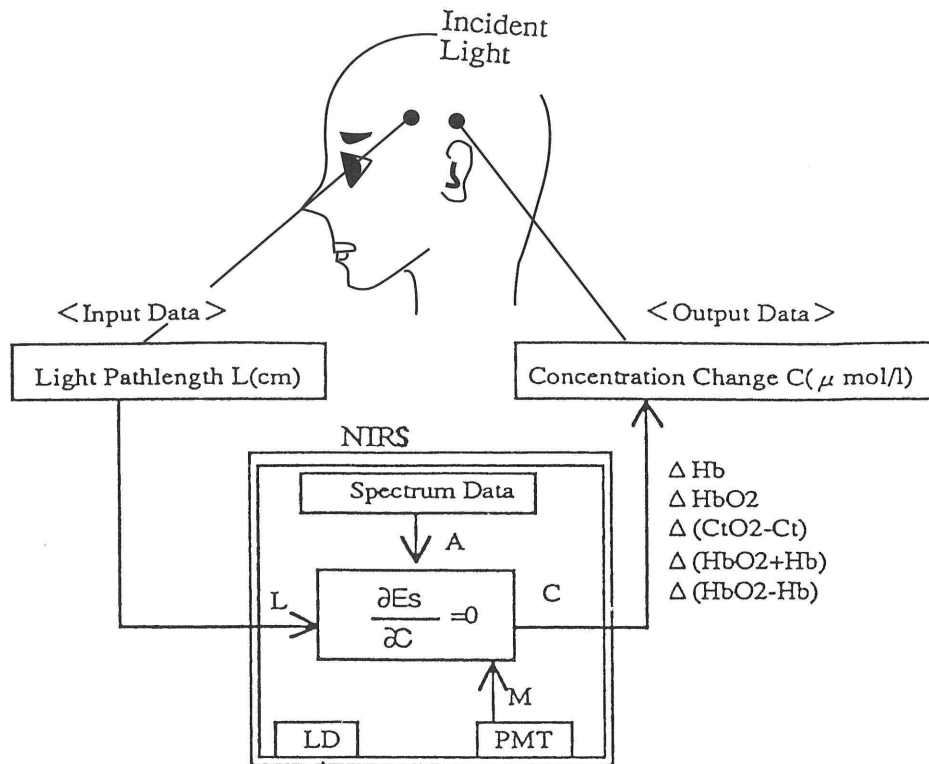 Incident
Light
<Input Data>
<Output Data>
Light Pathlength L(cm)
Concentration Change C(μ mol/l)
NIRS
Spectrum Data
A
L
∂Es
∂C
=0
C
M
LD
PMT
Δ Hb
Δ HbO2
Δ (CtO2-Ct)
Δ (HbO2+Hb)
Δ (HbO2-Hb)